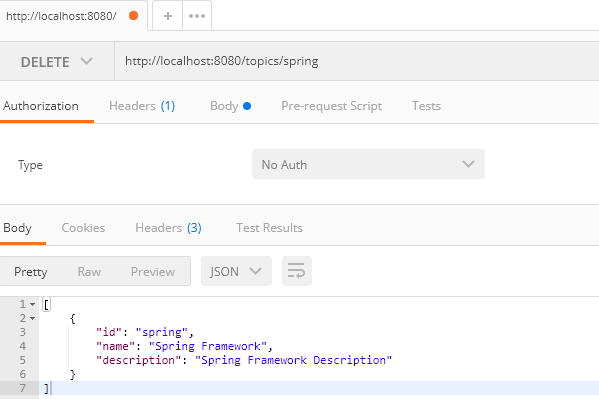 http://localhost:8080/ + •••
DELETE http://localhost:8080/topics/spring
Authorization Headers (1) Body Pre-request Script Tests
Type No Auth
Body Cookies Headers (3) Test Results
Pretty Raw Preview JSON
1 [
2 {
3 "id": "spring",
4 "name": "Spring Framework",
5 "description": "Spring Framework Description"
6 }
7 ]